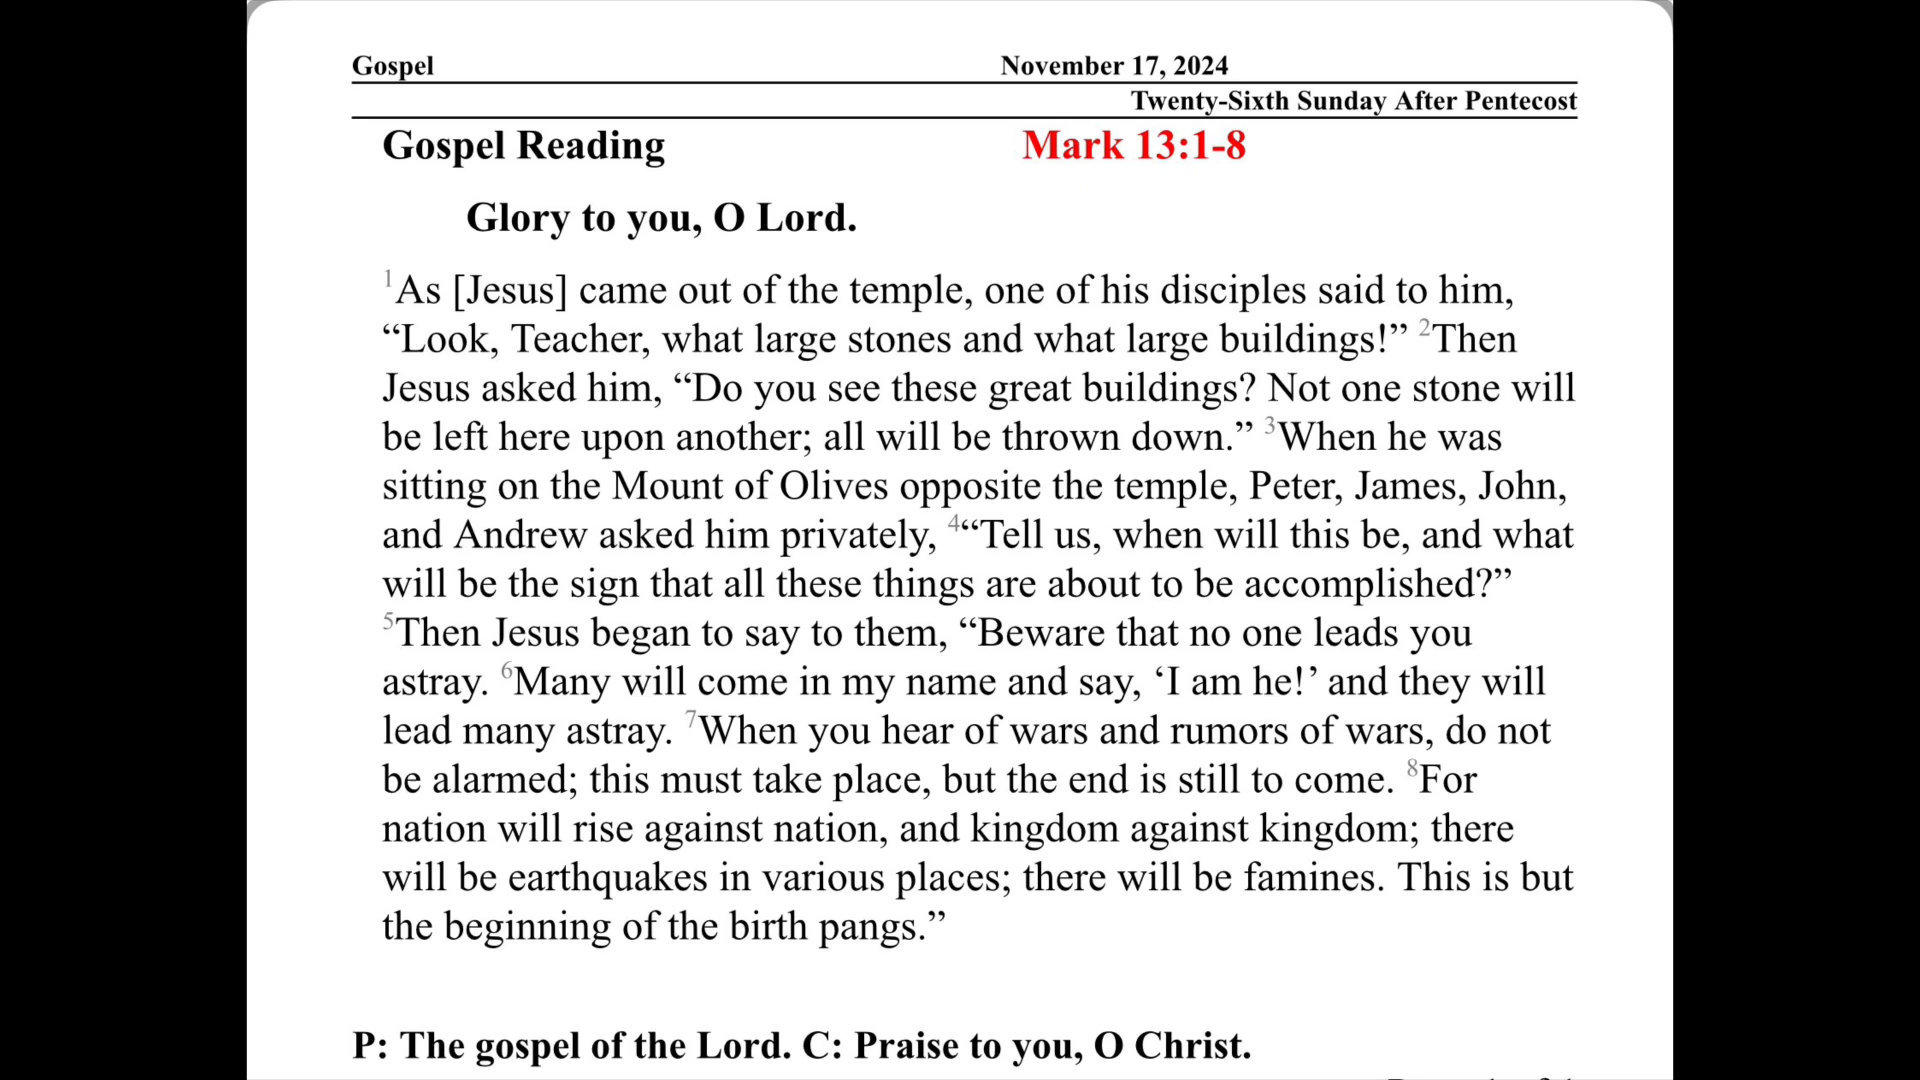 Gospel November 17, 2024
Twenty-Sixth Sunday After Pentecost
Gospel Reading Mark 13:1-8
Glory to you, O Lord.
1As [Jesus] came out of the temple, one of his disciples said to him,
“Look, Teacher, what large stones and what large buildings!” 2Then
Jesus asked him, “Do you see these great buildings? Not one stone will
be left here upon another; all will be thrown down.” 3When he was
sitting on the Mount of Olives opposite the temple, Peter, James, John,
and Andrew asked him privately, 4“Tell us, when will this be, and what
will be the sign that all these things are about to be accomplished?”
5Then Jesus began to say to them, “Beware that no one leads you
astray. 6Many will come in my name and say, ‘I am he!’ and they will
lead many astray. 7When you hear of wars and rumors of wars, do not
be alarmed; this must take place, but the end is still to come. 8For
nation will rise against nation, and kingdom against kingdom; there
will be earthquakes in various places; there will be famines. This is but
the beginning of the birth pangs.”
P: The gospel of the Lord. C: Praise to you, O Christ.